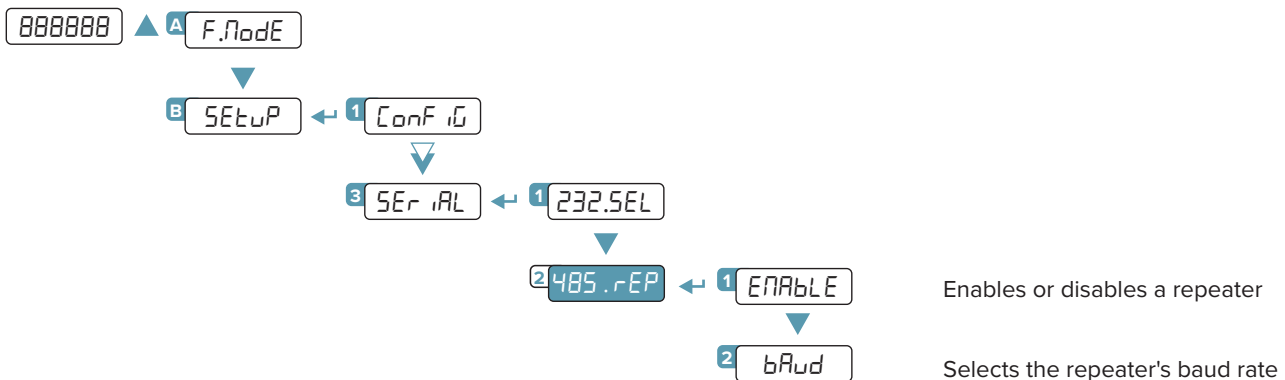 888888 A F.ModE
B SEtuP 1 ConFiG
3 SEriAL 1 232.SEL
2 485.rEP 1 ENAbLE Enables or disables a repeater
2 bAud Selects the repeater's baud rate